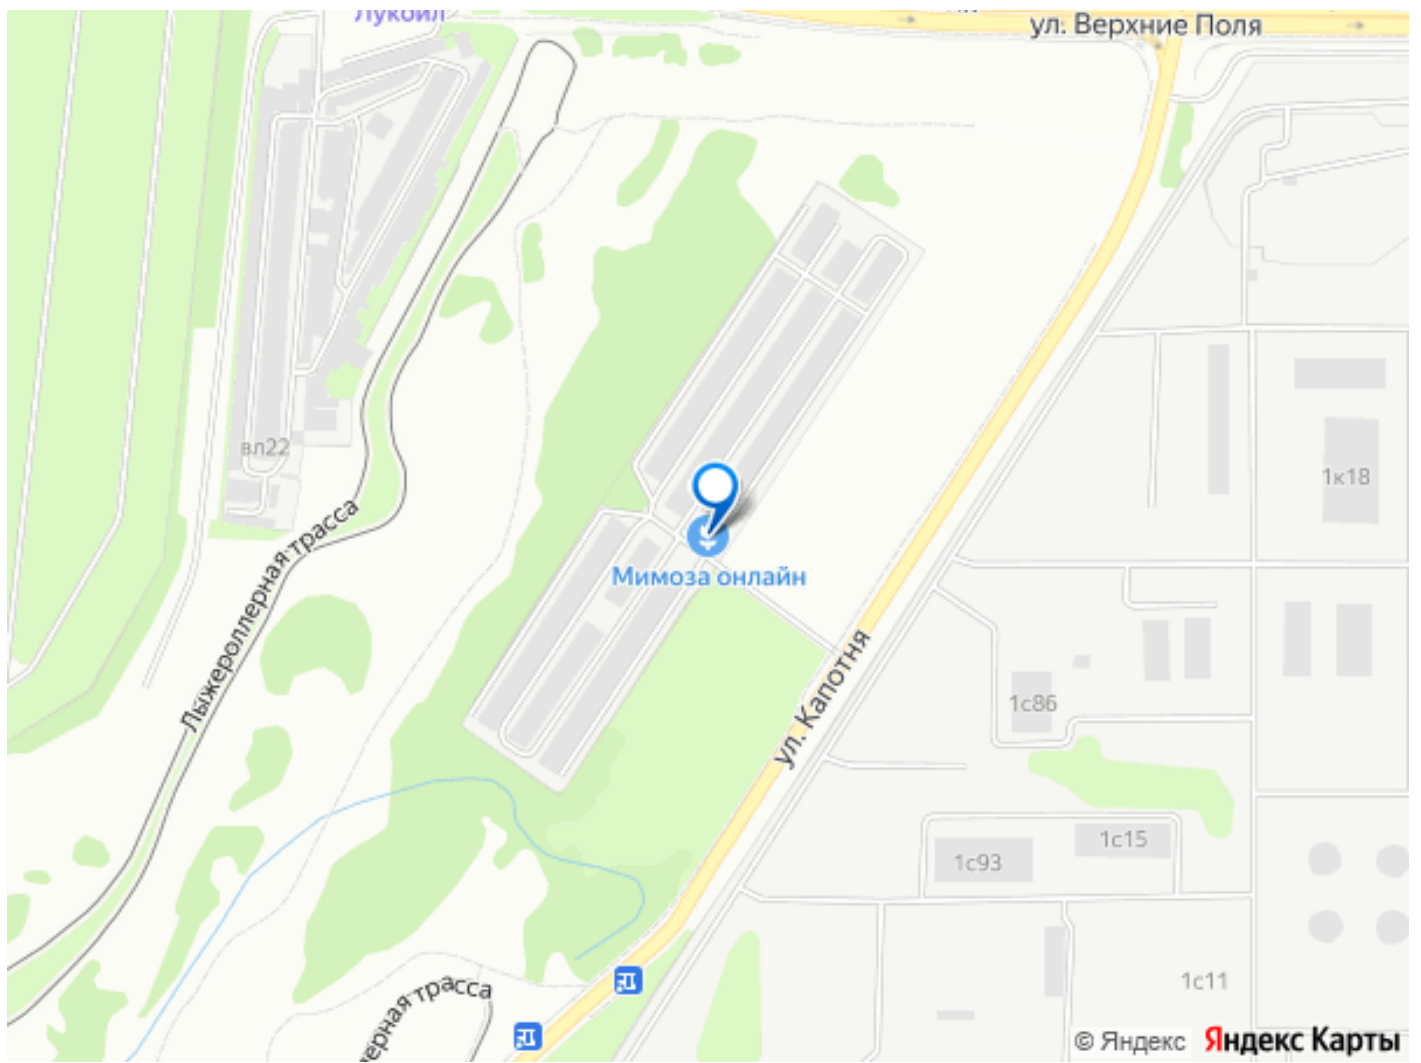 Лукойл
ул. Верхние Поля
вл22
1к18
Лыжероллерная трасса
Мимоза онлайн
ул. Капотня
1с86
1с15
1с93
1с11
ерная трасса
© Яндекс Яндекс Карты